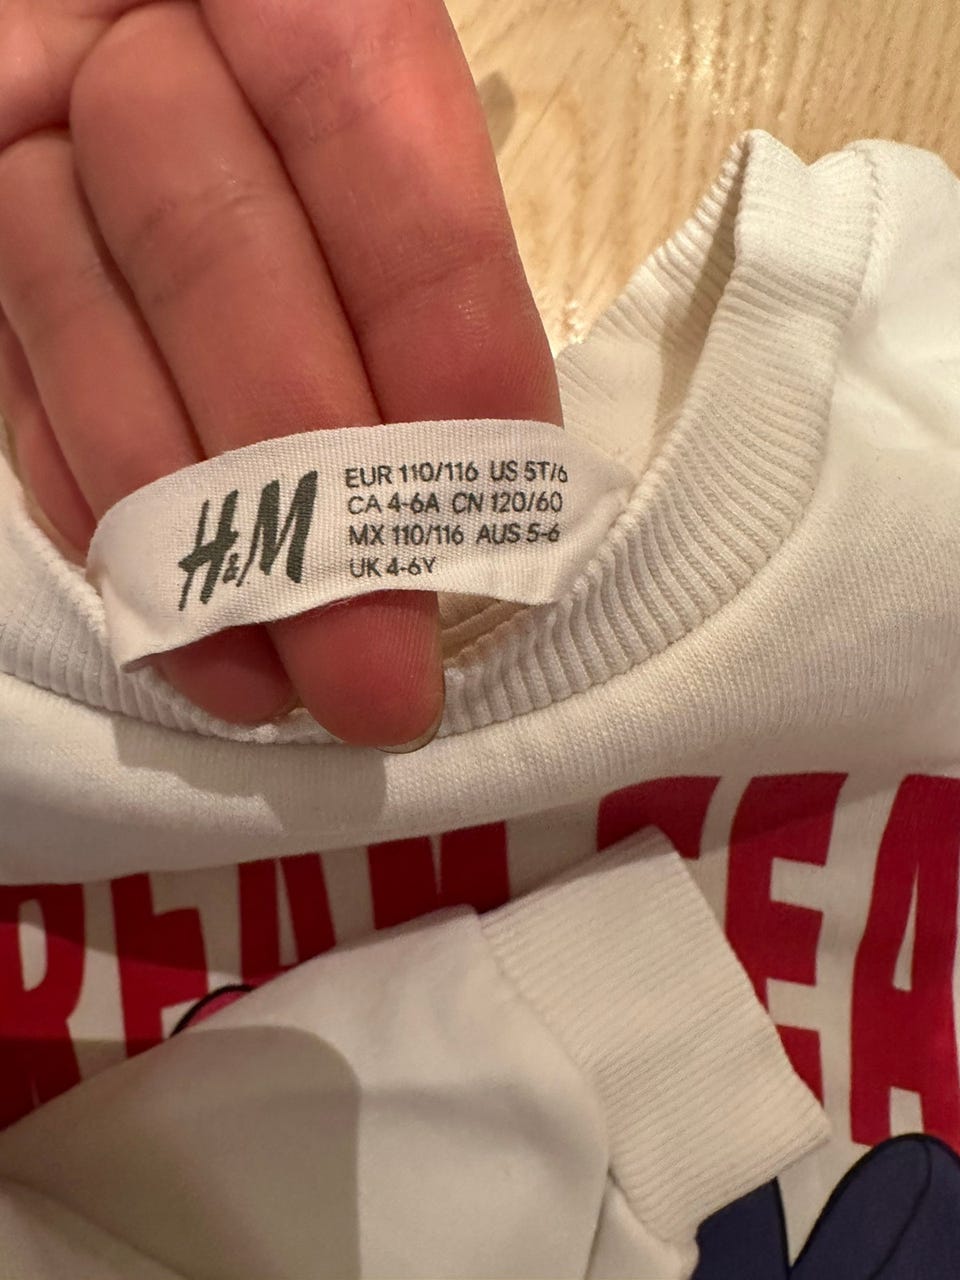 H&M
EUR 110/116 US 5T/6
CA 4-6A CN 120/60
MX 110/116 AUS 5-6
UK 4-6Y